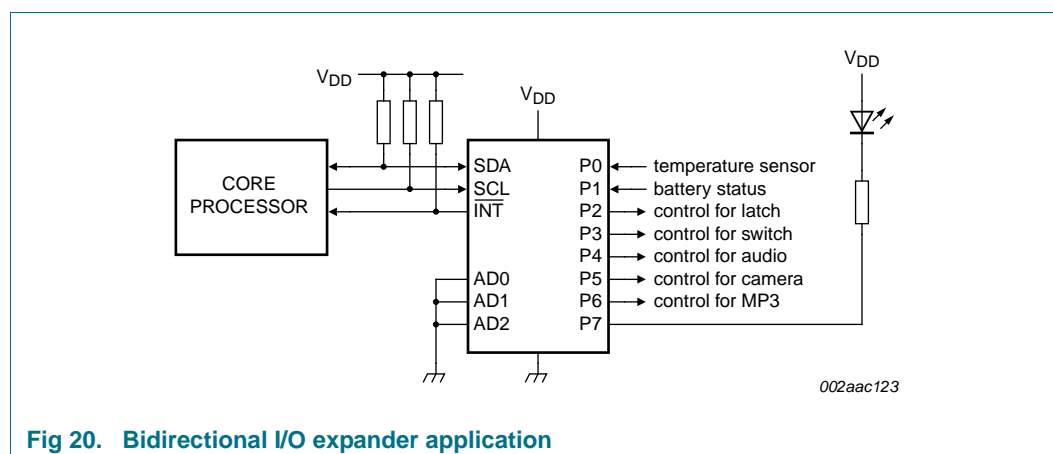 VDD
VDD
VDD
CORE
PROCESSOR
SDA
SCL
INT
AD0
AD1
AD2
P0
P1
P2
P3
P4
P5
P6
P7
temperature sensor
battery status
control for latch
control for switch
control for audio
control for camera
control for MP3
002aac123
Fig 20. Bidirectional I/O expander application